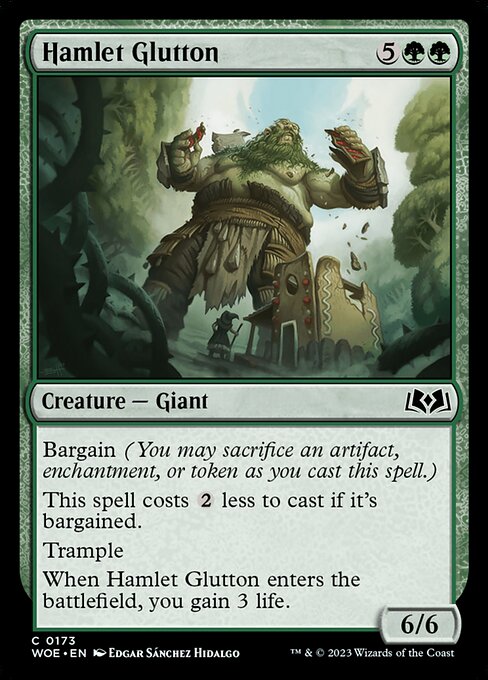 Hamlet Glutton 5
Creature — Giant
Bargain (You may sacrifice an artifact,
enchantment, or token as you cast this spell.)
This spell costs 2 less to cast if it's
bargained.
Trample
When Hamlet Glutton enters the
battlefield, you gain 3 life.
6/6
C 0173
WOE • EN Edgar Sánchez Hidalgo
™ & © 2023 Wizards of the Coast